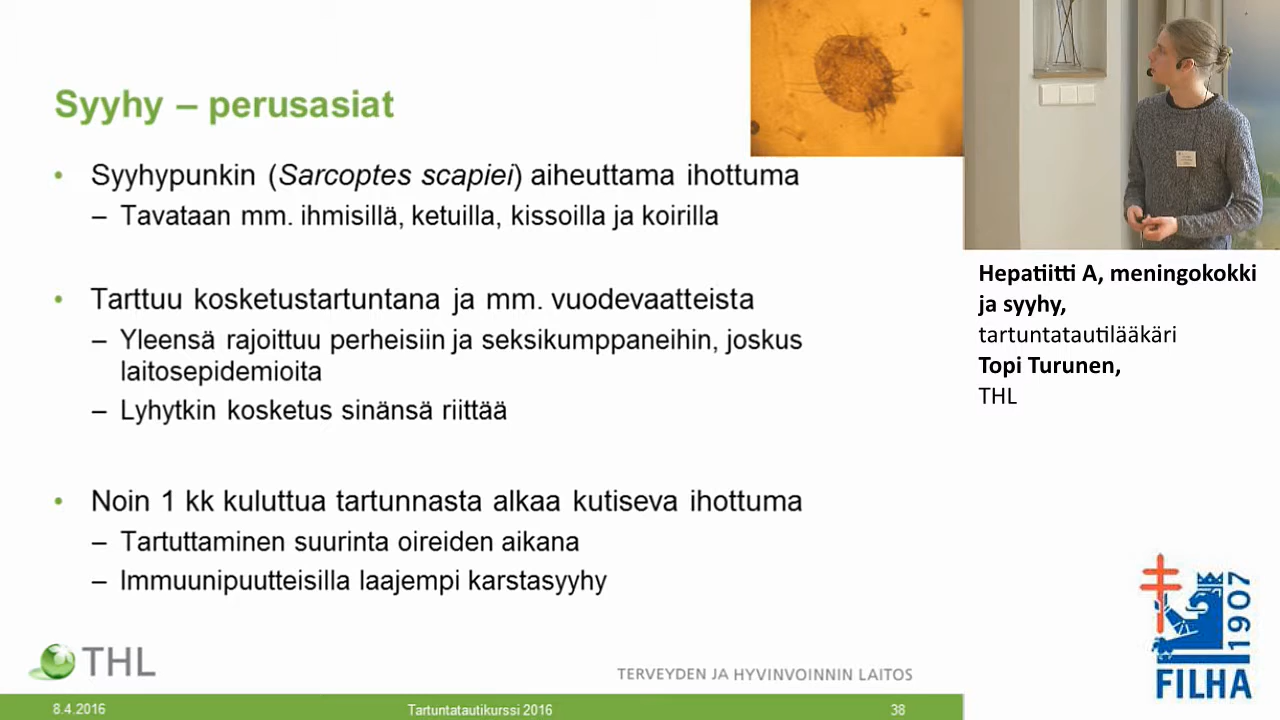 Syyhy – perusasiat
• Syyhypunkin (Sarcoptes scapiei) aiheuttama ihottuma
– Tavataan mm. ihmisillä, ketuilla, kissoilla ja koirilla
• Tarttuu kosketustartuntana ja mm. vuodevaatteista
– Yleensä rajoittuu perheisiin ja seksikumppaneihin, joskus
laitosepidemioita
– Lyhytkin kosketus sinänsä riittää
• Noin 1 kk kuluttua tartunnasta alkaa kutiseva ihottuma
– Tartuttaminen suurinta oireiden aikana
– Immuunipuutteisilla laajempi karstasyyhy
THL
TERVEYDEN JA HYVINVOINNIN LAITOS
8.4.2016
Tartuntatautikurssi 2016
38
Hepatiitti A, meningokokki
ja syyhy,
tartuntatautilääkäri
Topi Turunen,
THL
1907
FILHA